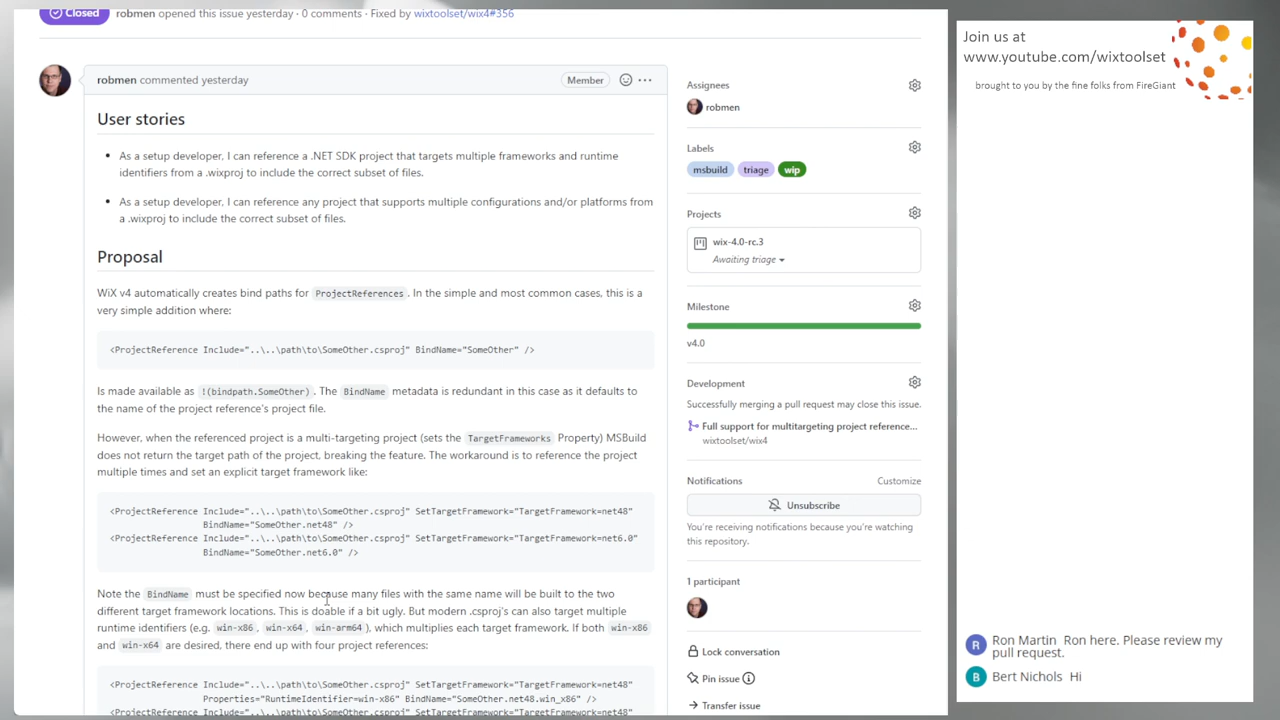 Closed robmen opened this issue yesterday · 0 comments · Fixed by wixtoolset/wix4#356
robmen commented yesterday
Member
User stories
• As a setup developer. I can reference a .NET SDK project that targets multiple frameworks and runtime
identifiers from a .wixproj to include the correct subset of files.
• As a setup developer. I can reference any project that supports multiple configurations and/or platforms from
a .wixproj to include the correct subset of files.
Proposal
WiX v4 automatically creates bind paths for ProjectReferences. In the simple and most common cases, this is a
very simple addition where:
<ProjectReference Include="..\..\path\to\SomeOther.csproj" BindName="SomeOther" />
Is made available as !(bindpath.SomeOther). The BindName metadata is redundant in this case as it defaults to
the name of the project reference's project file.
However, when the referenced project is a multi-targeting project (sets the TargetFrameworks Property) MSBuild
does not return the target path of the project, breaking the feature. The workaround is to reference the project
multiple times and set an explicit target framework like:
<ProjectReference Include="..\..\path\to\SomeOther.csproj" SetTargetFramework="TargetFramework=net48"
BindName="SomeOther.net48" />
<ProjectReference Include="..\..\path\to\SomeOther.csproj" SetTargetFramework="TargetFramework=net6.0"
BindName="SomeOther.net6.0" />
Note the BindName must be specified now because many files with the same name will be built to the two
different target framework locations. This is doable if a bit ugly. But modern .csproj's can also target multiple
runtime identifiers (e.g. win-x86, win-x64, win-arm64), which multiplies each target framework. If both win-x86
and win-x64 are desired, there end up with four project references:
<ProjectReference Include="..\..\path\to\SomeOther.csproj" SetTargetFramework="TargetFramework=net48"
Properties="RuntimeIdentifier=win-x86" BindName="SomeOther.net48.win_x86" />
<ProjectReference Include="..\..\path\to\SomeOther.csproj" SetTargetFramework="TargetFramework=net48"
Assignees
robmen
Labels
msbuild triage wip
Projects
wix-4.0-rc.3
Awaiting triage
Milestone
v4.0
Development
Successfully merging a pull request may close this issue.
Full support for multitargeting project reference...
wixtoolset/wix4
Notifications
Customize
Unsubscribe
You're receiving notifications because you're watching
this repository.
1 participant
Lock conversation
Pin issue
Transfer issue
Join us at
www.youtube.com/wixtoolset
brought to you by the fine folks from FireGiant
R Ron Martin Ron here. Please review my
pull request.
B Bert Nichols Hi